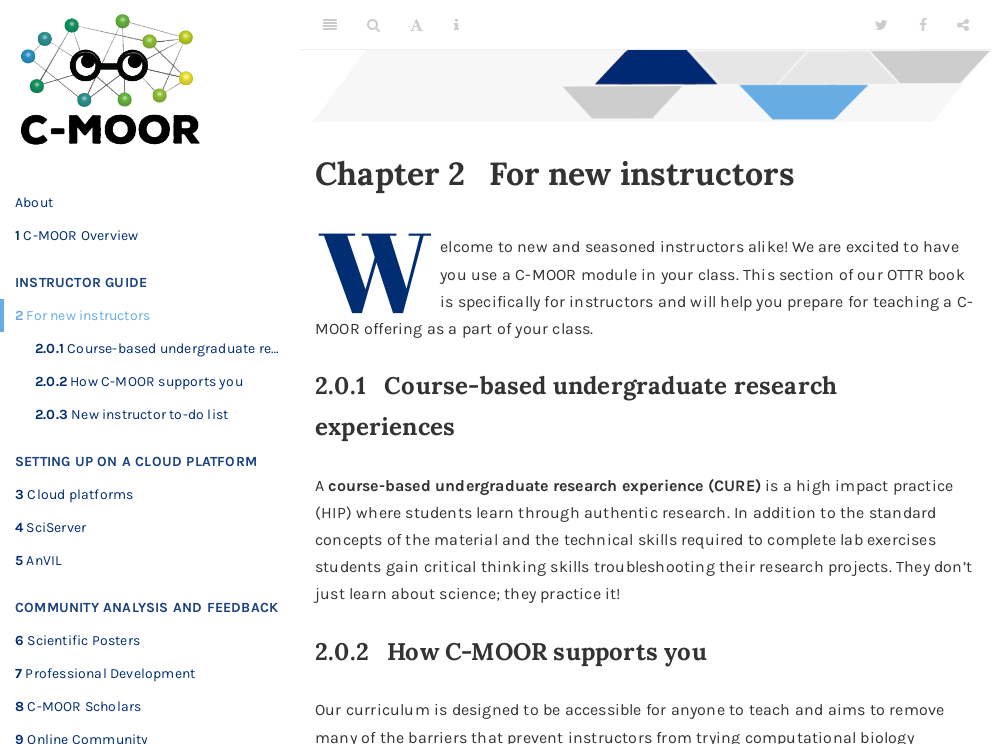 C-MOOR
About
1 C-MOOR Overview
INSTRUCTOR GUIDE
2 For new instructors
2.0.1 Course-based undergraduate re...
2.0.2 How C-MOOR supports you
2.0.3 New instructor to-do list
SETTING UP ON A CLOUD PLATFORM
3 Cloud platforms
4 SciServer
5 AnVIL
COMMUNITY ANALYSIS AND FEEDBACK
6 Scientific Posters
7 Professional Development
8 C-MOOR Scholars
9 Online Community
A i
Chapter 2 For new instructors
Welcome to new and seasoned instructors alike! We are excited to have
you use a C-MOOR module in your class. This section of our OTTR book
is specifically for instructors and will help you prepare for teaching a C-
MOOR offering as a part of your class.
2.0.1 Course-based undergraduate research
experiences
A course-based undergraduate research experience (CURE) is a high impact practice
(HIP) where students learn through authentic research. In addition to the standard
concepts of the material and the technical skills required to complete lab exercises
students gain critical thinking skills troubleshooting their research projects. They don't
just learn about science; they practice it!
2.0.2 How C-MOOR supports you
Our curriculum is designed to be accessible for anyone to teach and aims to remove
many of the barriers that prevent instructors from trying computational biology